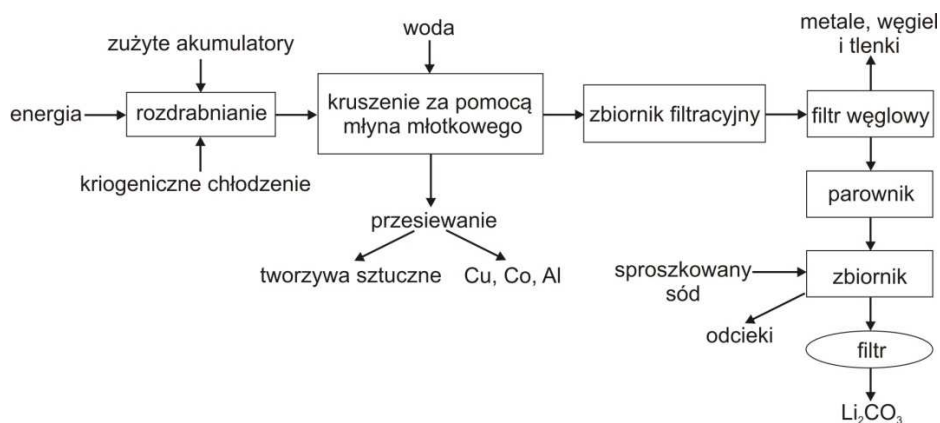 zużyte akumulatory
energia
rozdrabnianie
kriogeniczne chłodzenie
woda
kruszenie za pomocą
młyna młotkowego
przesiewanie
tworzywa sztuczne
Cu, Co, Al
zbiornik filtracyjny
metale, węgiel
i tlenki
filtr węglowy
parownik
sproszkowany
sód
zbiornik
odcieki
filtr
Li₂CO₃